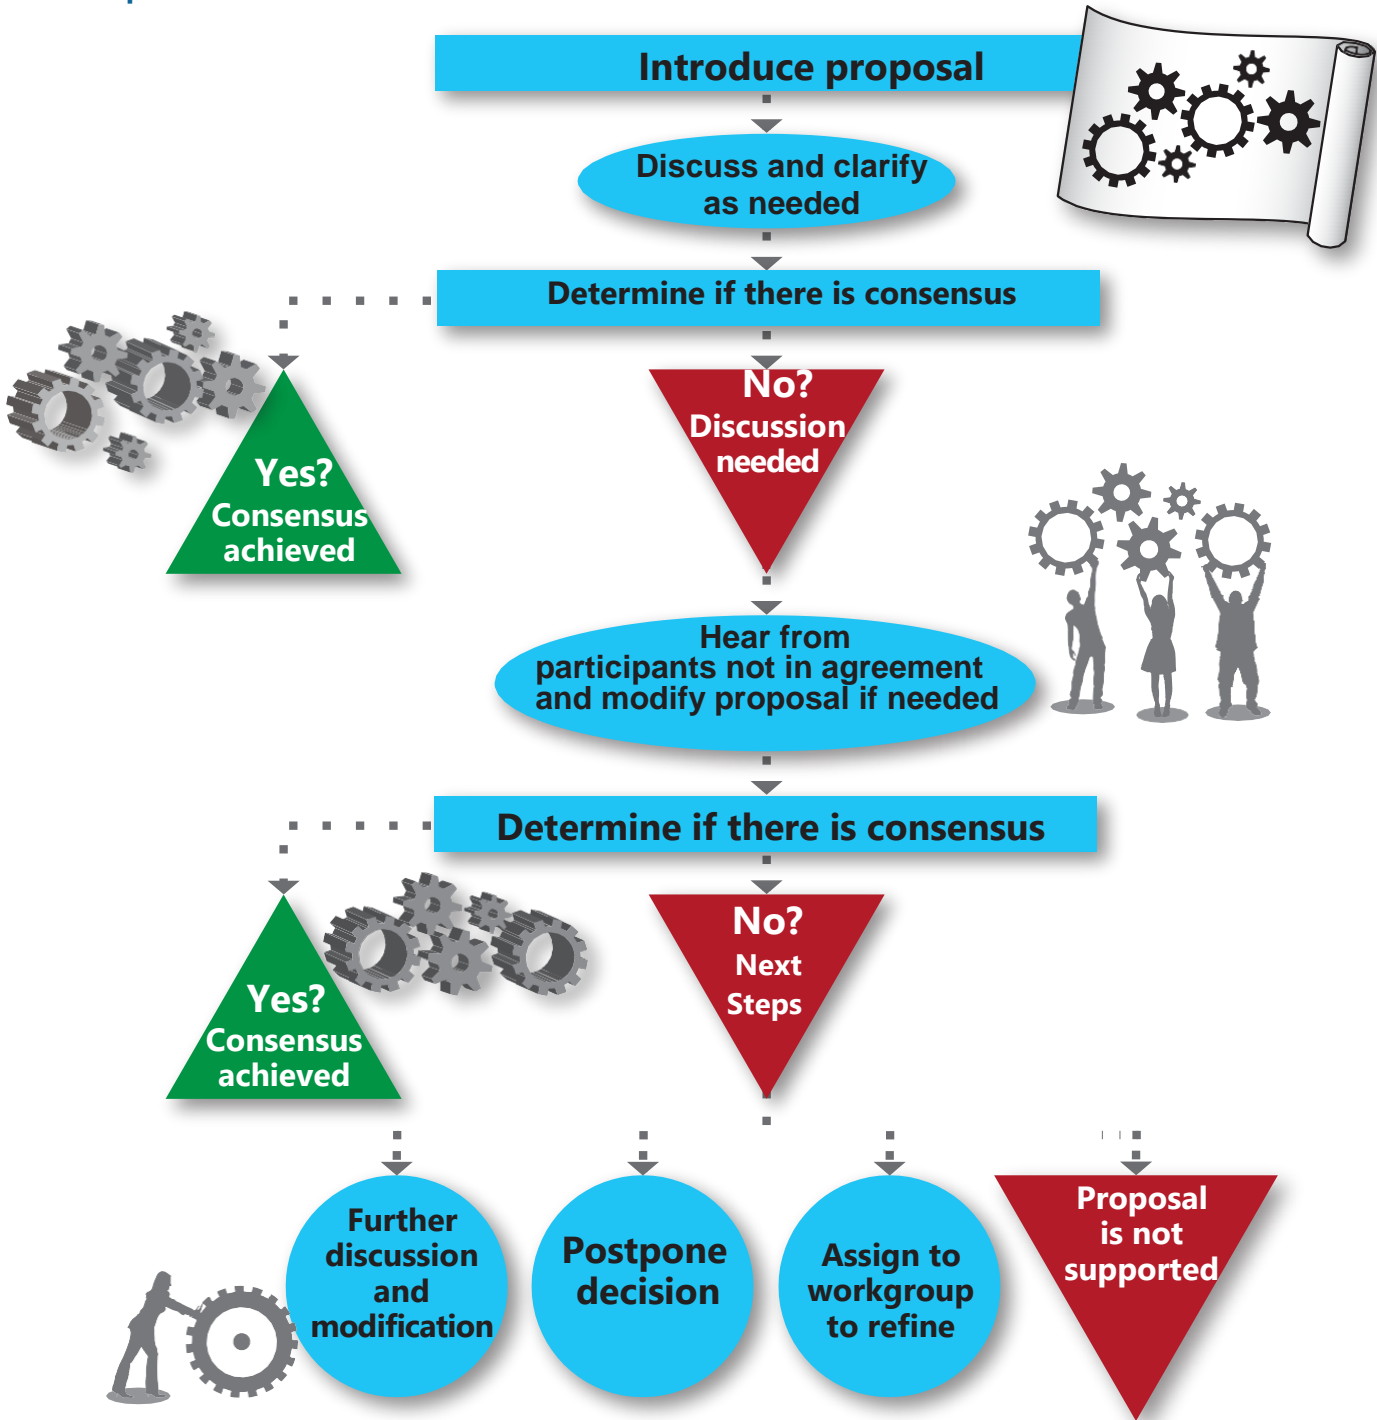 Introduce proposal
Discuss and clarify
as needed
Determine if there is consensus
Yes?
Consensus
achieved
No?
Discussion
needed
Hear from
participants not in agreement
and modify proposal if needed
Determine if there is consensus
Yes?
Consensus
achieved
No?
Next
Steps
Further
discussion
and
modification
Postpone
decision
Assign to
workgroup
to refine
Proposal
is not
supported